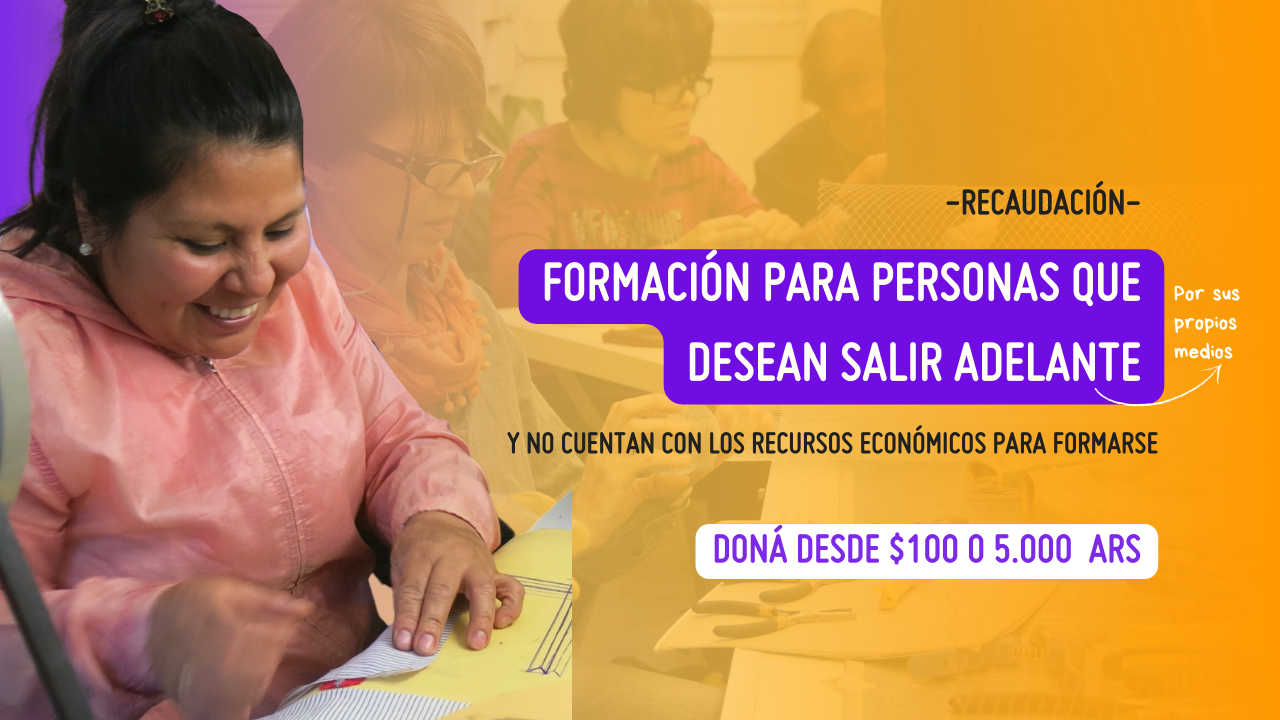 -RECAUDACIÓN-
FORMACIÓN PARA PERSONAS QUE
DESEAN SALIR ADELANTE
Por sus
propios
medios
Y NO CUENTAN CON LOS RECURSOS ECONÓMICOS PARA FORMARSE
DONÁ DESDE $100 O 5.000 ARS